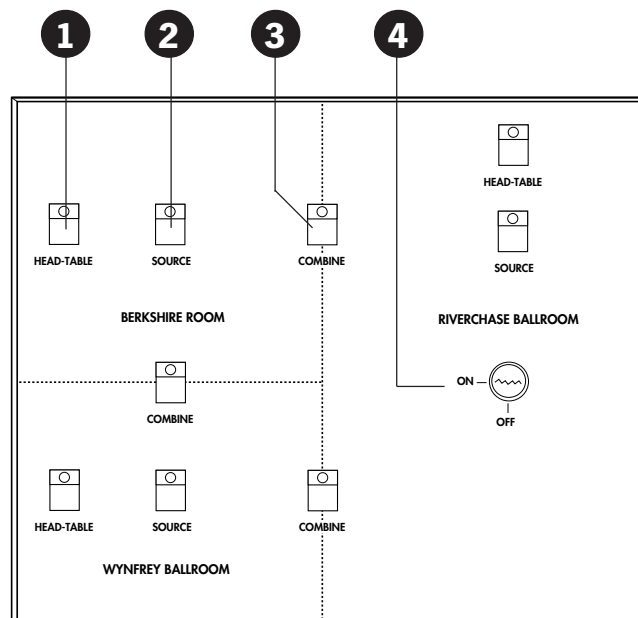 1 2 3 4
HEAD-TABLE
HEAD-TABLE SOURCE COMBINE
SOURCE
BERKSHIRE ROOM RIVERCHASE BALLROOM
ON
COMBINE OFF
HEAD-TABLE SOURCE COMBINE
WYNFREY BALLROOM